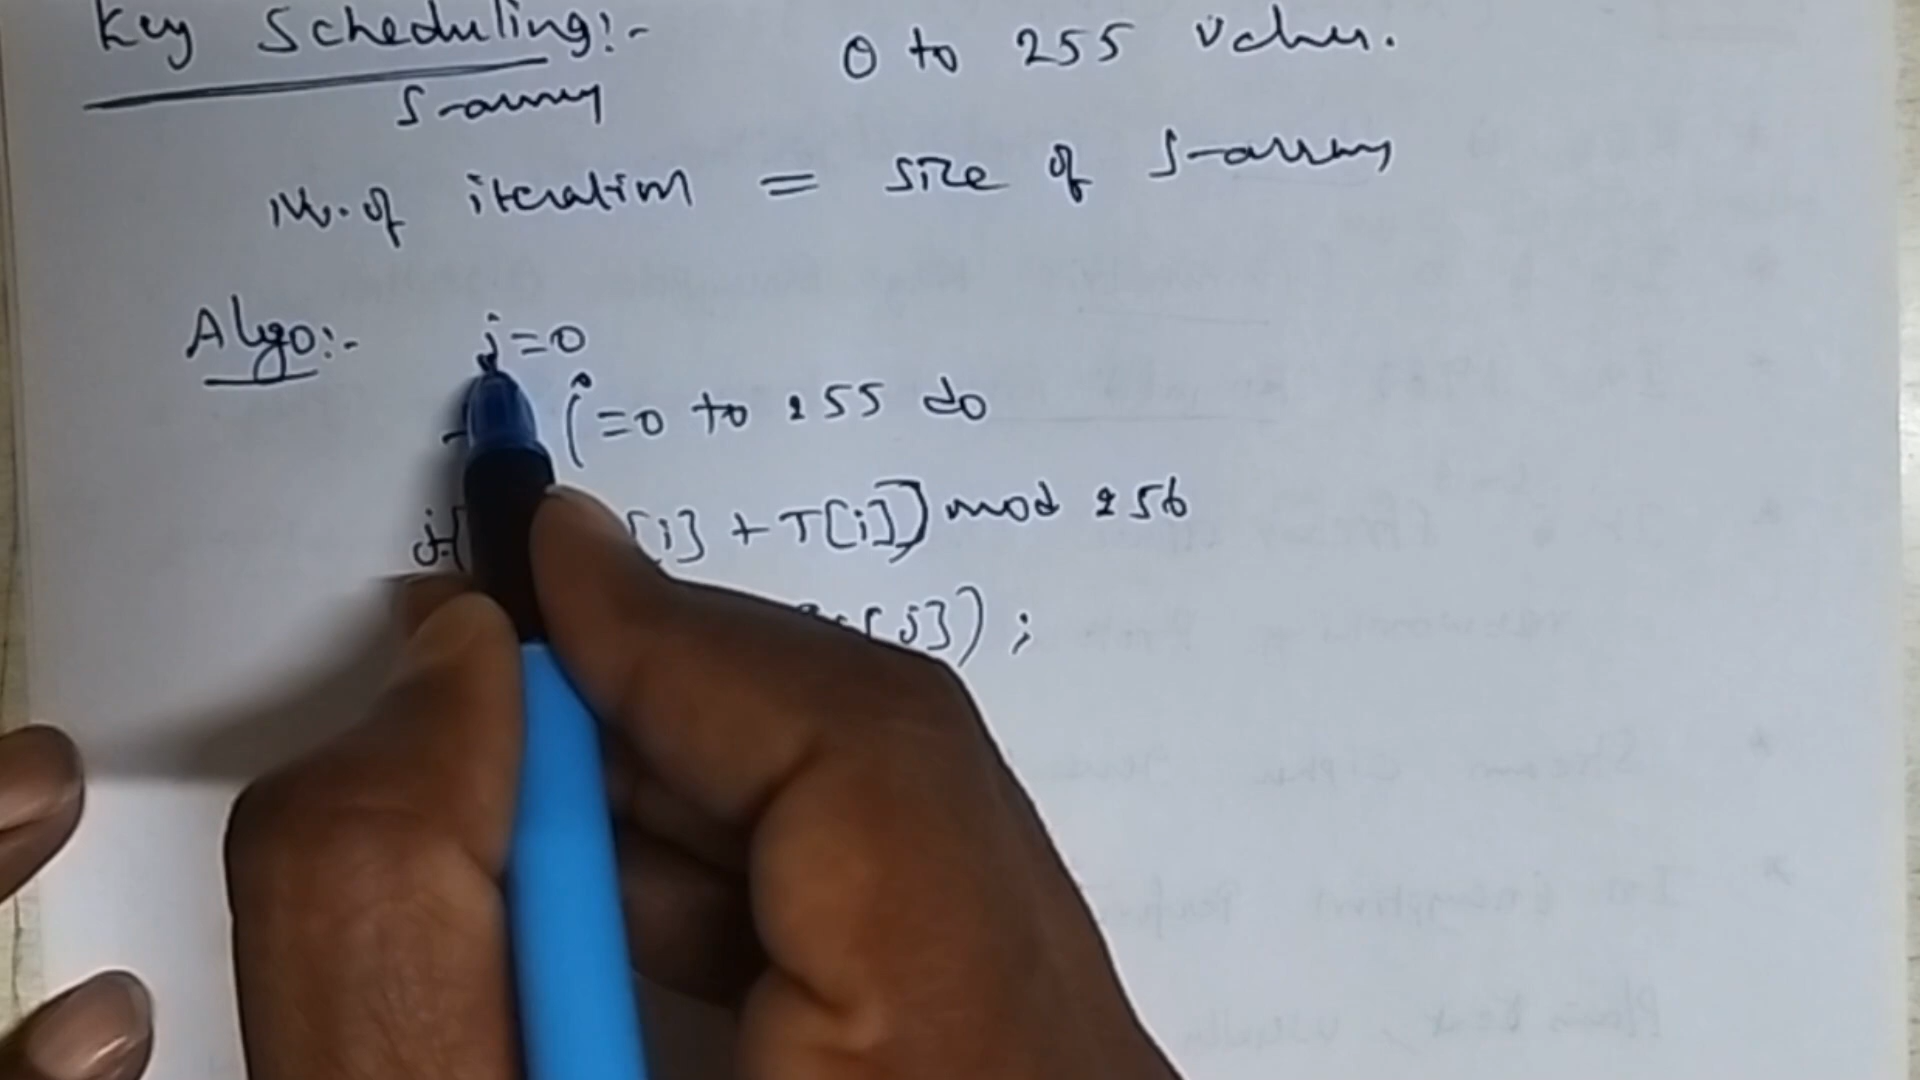 Key Scheduling:-
0 to 255 values.
S-array
No. of iteration = size of S-array
Algo:- j=0
i=0 to 255 do
j=( [i] + T[i]) mod 256
s[j]) ;